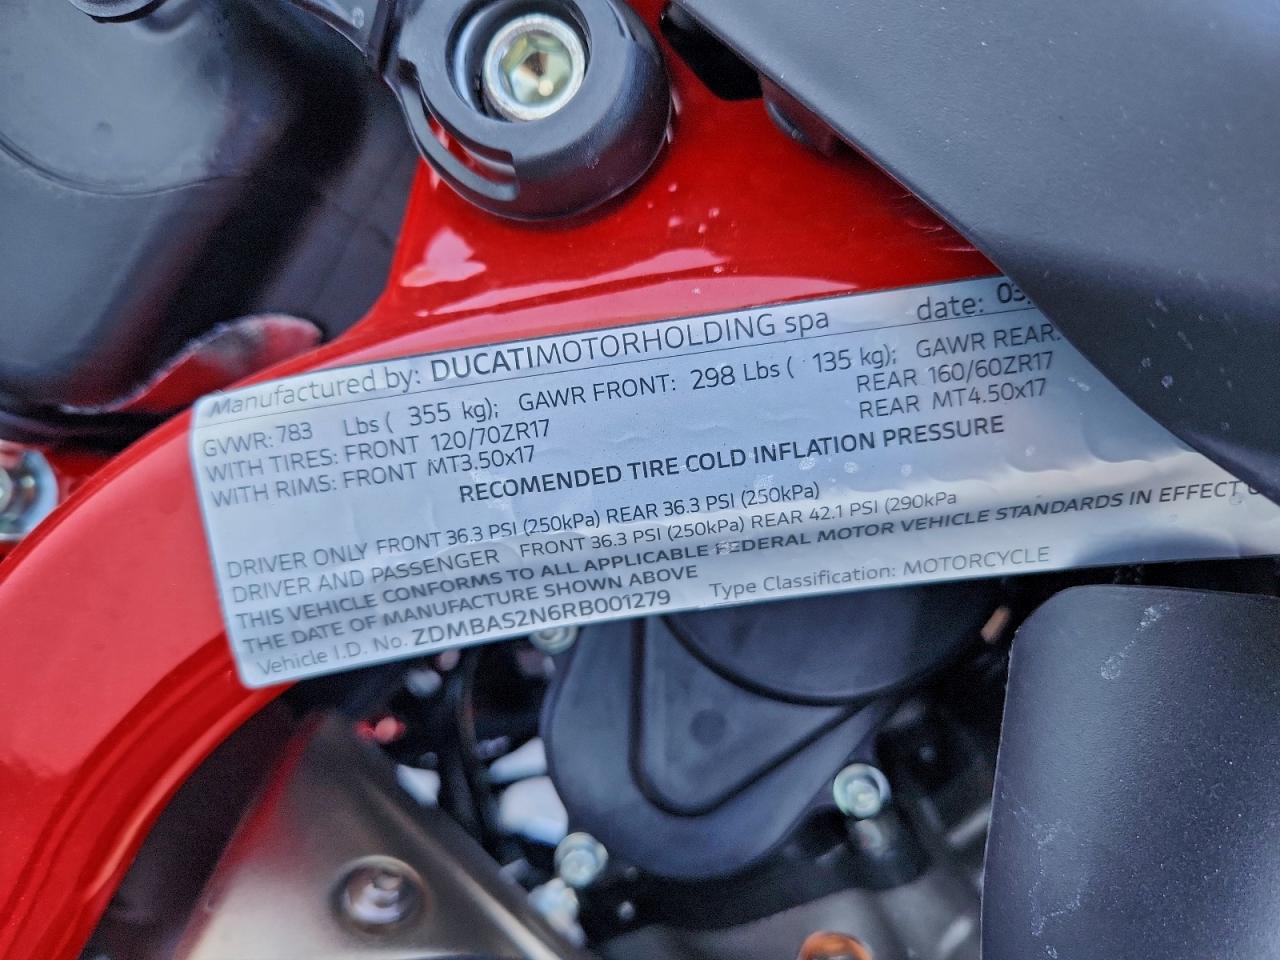 Manufactured by: DUCATIMOTORHOLDING spa date: 03
GVWR: 783 Lbs ( 355 kg); GAWR FRONT: 298 Lbs ( 135 kg); GAWR REAR:
WITH TIRES: FRONT 120/70ZR17 REAR 160/60ZR17
WITH RIMS: FRONT MT3.50x17 REAR MT4.50x17
RECOMENDED TIRE COLD INFLATION PRESSURE
DRIVER ONLY FRONT 36.3 PSI (250kPa) REAR 36.3 PSI (250kPa)
DRIVER AND PASSENGER FRONT 36.3 PSI (250kPa) REAR 42.1 PSI (290kPa
THIS VEHICLE CONFORMS TO ALL APPLICABLE FEDERAL MOTOR VEHICLE STANDARDS IN EFFECT
THE DATE OF MANUFACTURE SHOWN ABOVE
Vehicle I.D. No. ZDMBAS2N6RB001279 Type Classification: MOTORCYCLE